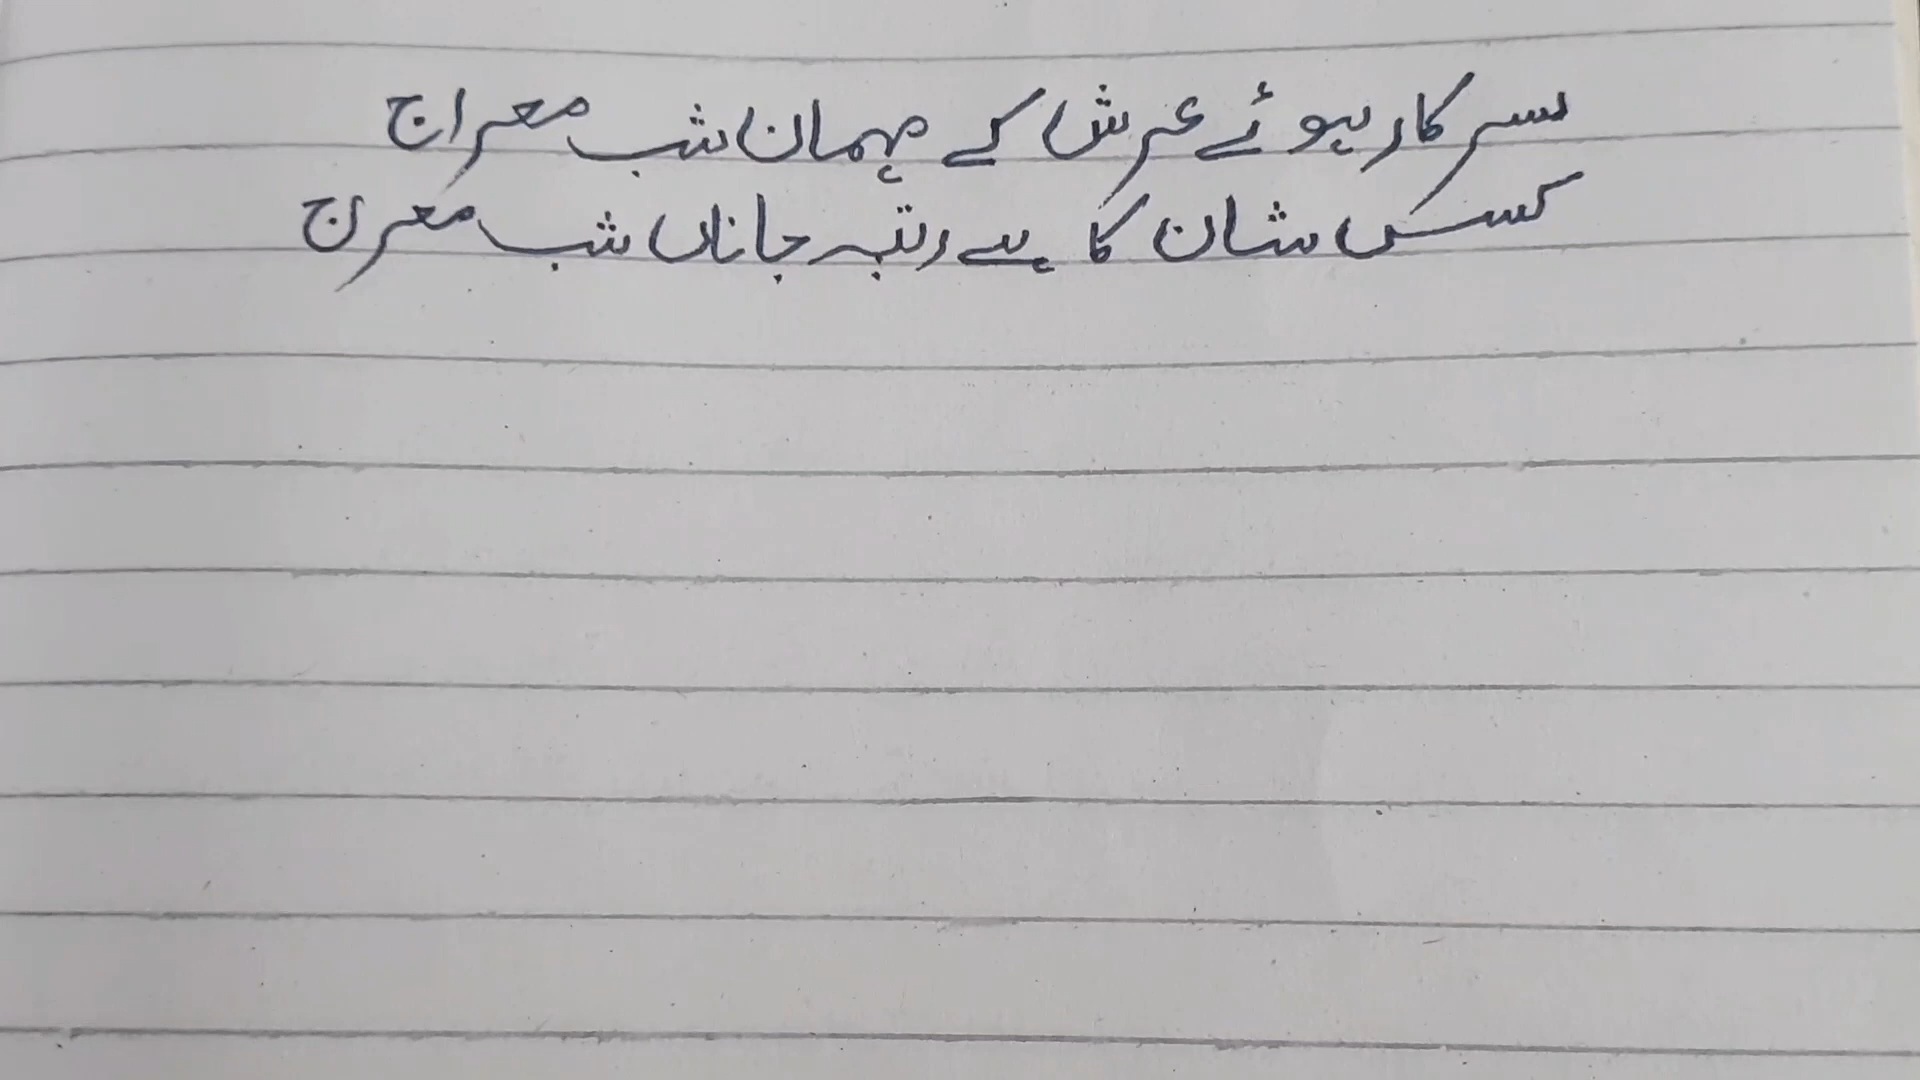 سرکار ہوئے عرش کے مہمان شب معراج
کس شان کا ہے رتبہ جاناں شب معراج